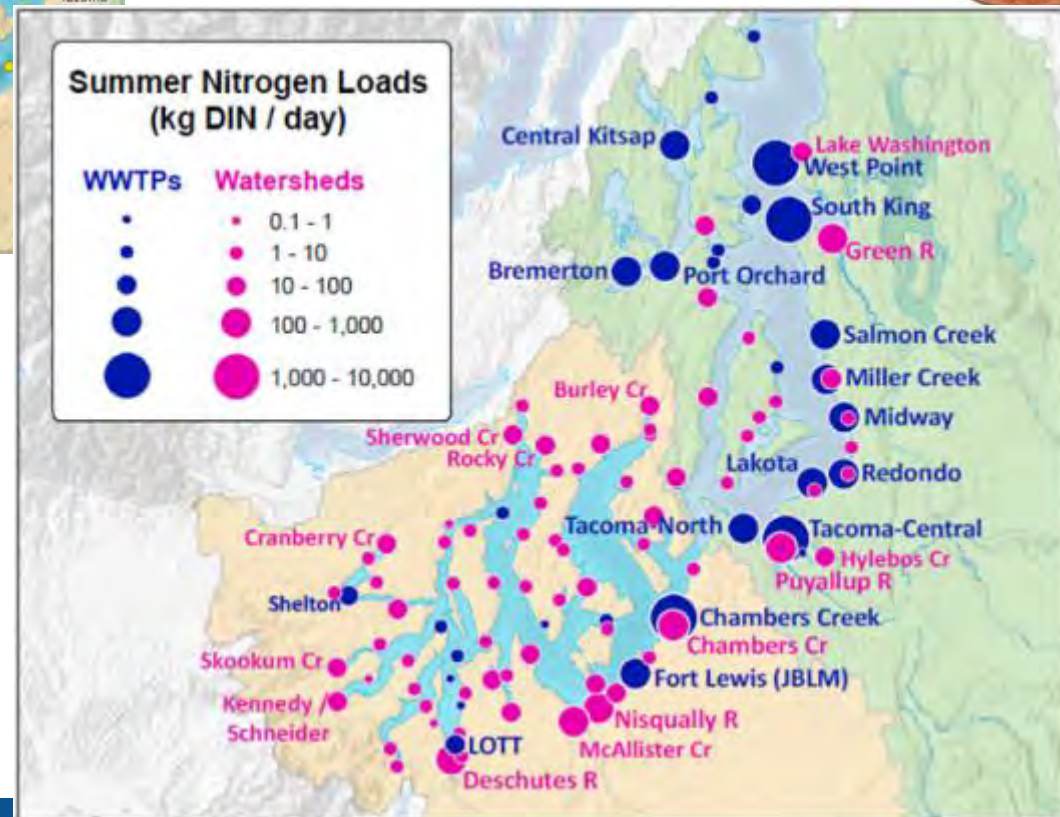 Summer Nitrogen Loads
(kg DIN / day)
WWTPs Watersheds
0.1 - 1
1 - 10
10 - 100
100 - 1,000
1,000 - 10,000
Central Kitsap
Lake Washington
West Point
South King
Green R
Bremerton
Port Orchard
Salmon Creek
Miller Creek
Midway
Burley Cr
Sherwood Cr
Rocky Cr
Lakota
Redondo
Tacoma-North
Tacoma-Central
Cranberry Cr
Hylebos Cr
Puyallup R
Shelton
Chambers Creek
Chambers Cr
Skookum Cr
Fort Lewis (JBLM)
Kennedy /
Schneider
Nisqually R
McAllister Cr
LOTT
Deschutes R